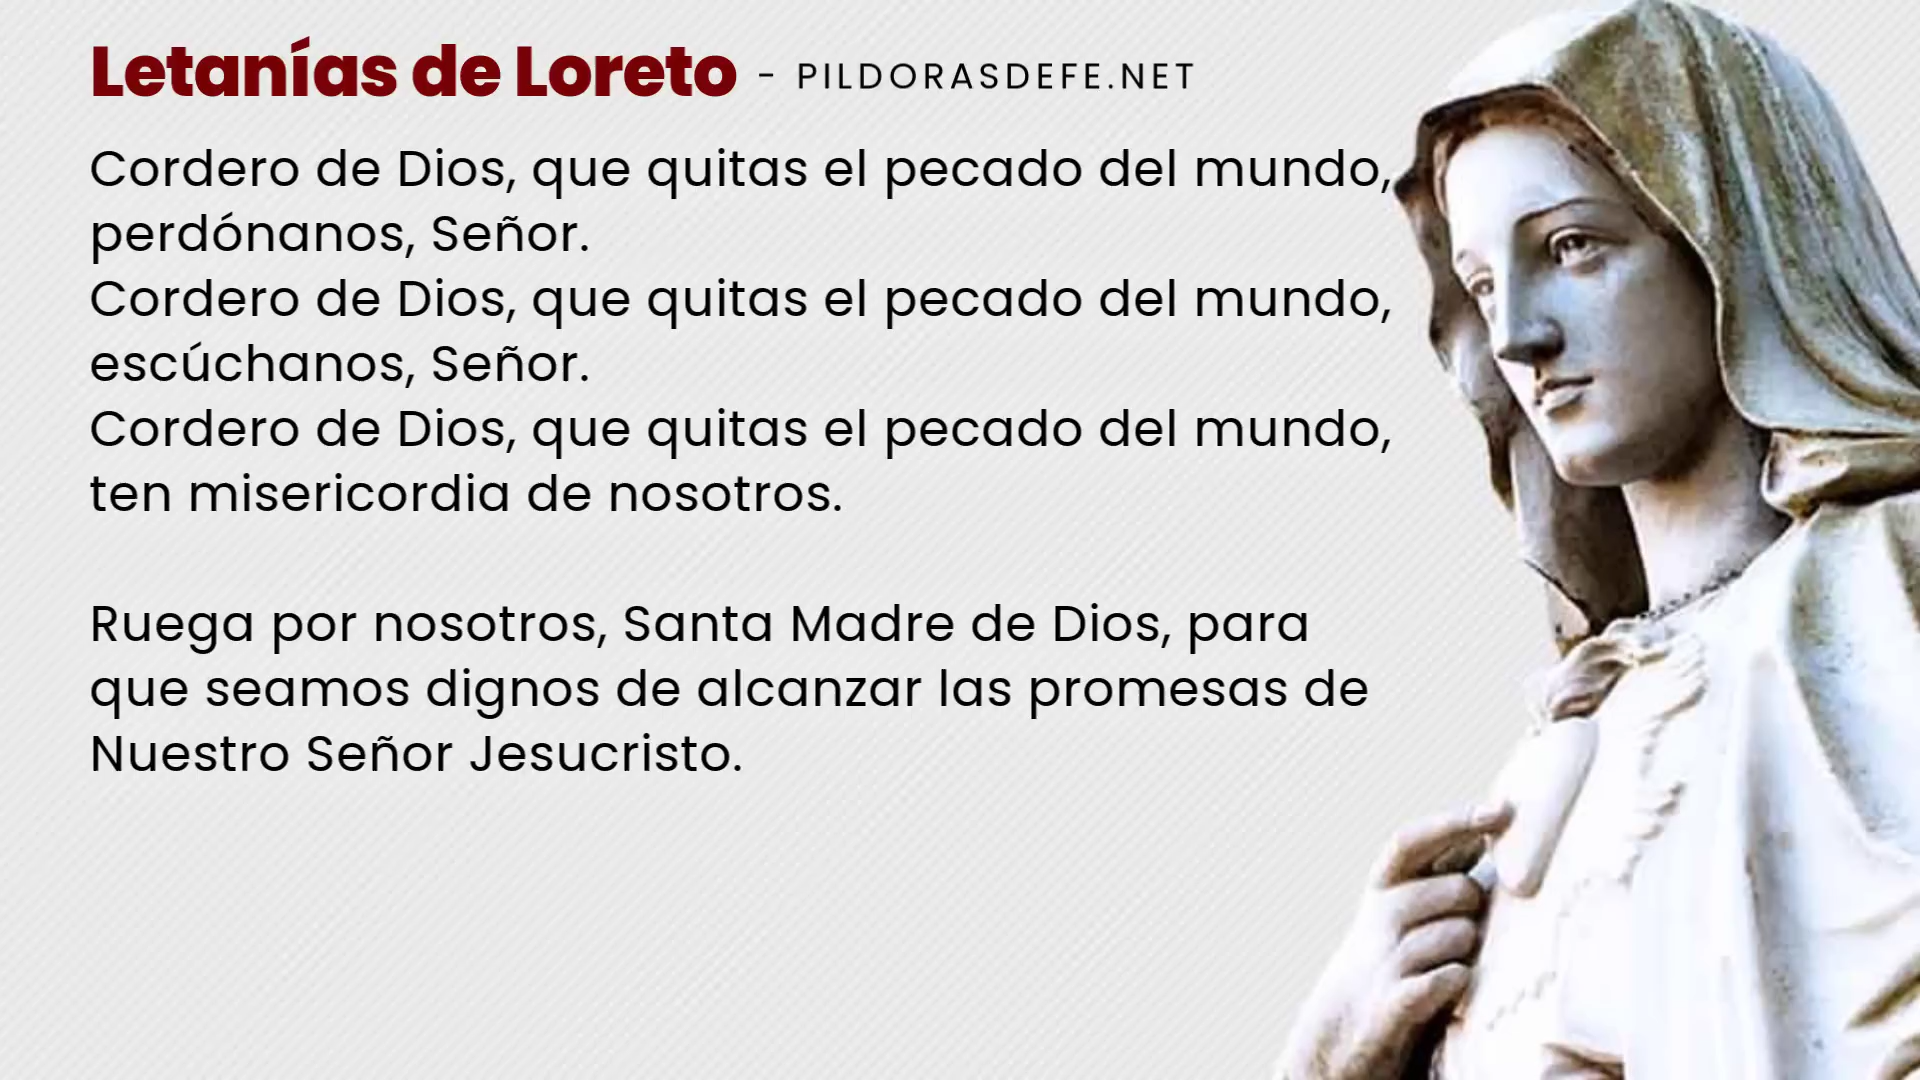 Letanías de Loreto - PILDORASDEFE.NET
Cordero de Dios, que quitas el pecado del mundo,
perdónanos, Señor.
Cordero de Dios, que quitas el pecado del mundo,
escúchanos, Señor.
Cordero de Dios, que quitas el pecado del mundo,
ten misericordia de nosotros.
Ruega por nosotros, Santa Madre de Dios, para
que seamos dignos de alcanzar las promesas de
Nuestro Señor Jesucristo.